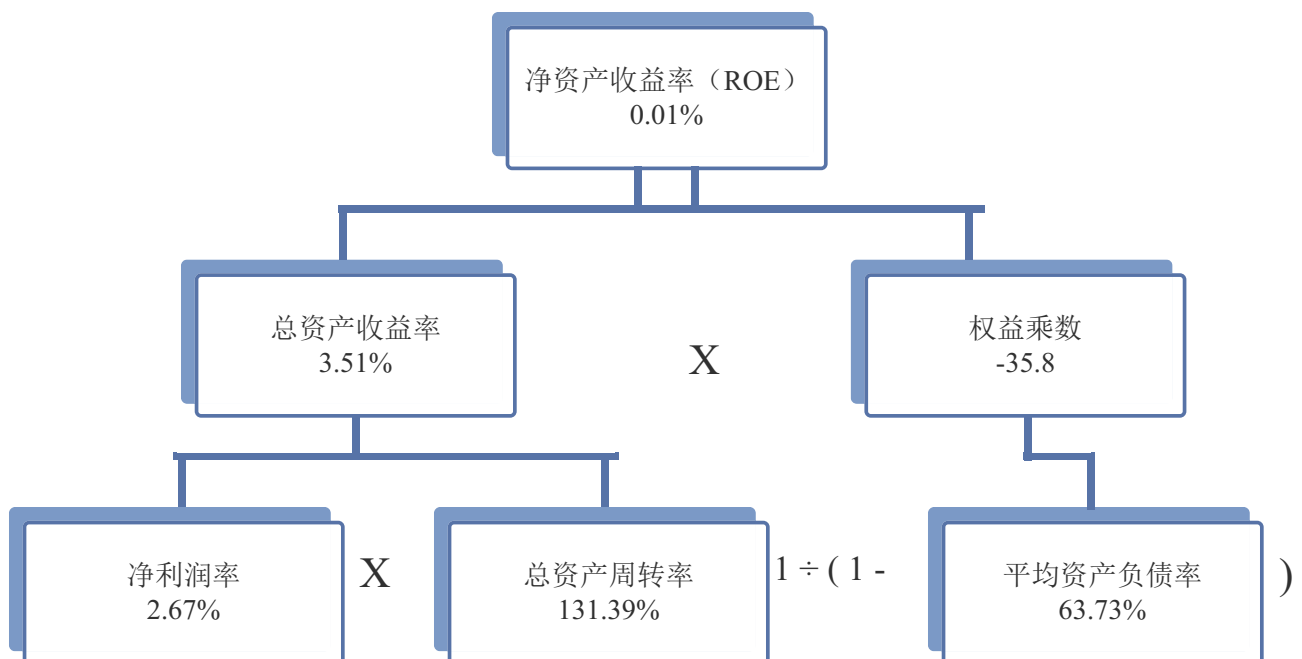 净资产收益率（ROE）
0.01%
总资产收益率
3.51%
X
权益乘数
-35.8
净利润率
2.67%
X
总资产周转率
131.39%
1 ÷ ( 1 -
平均资产负债率
63.73%
)